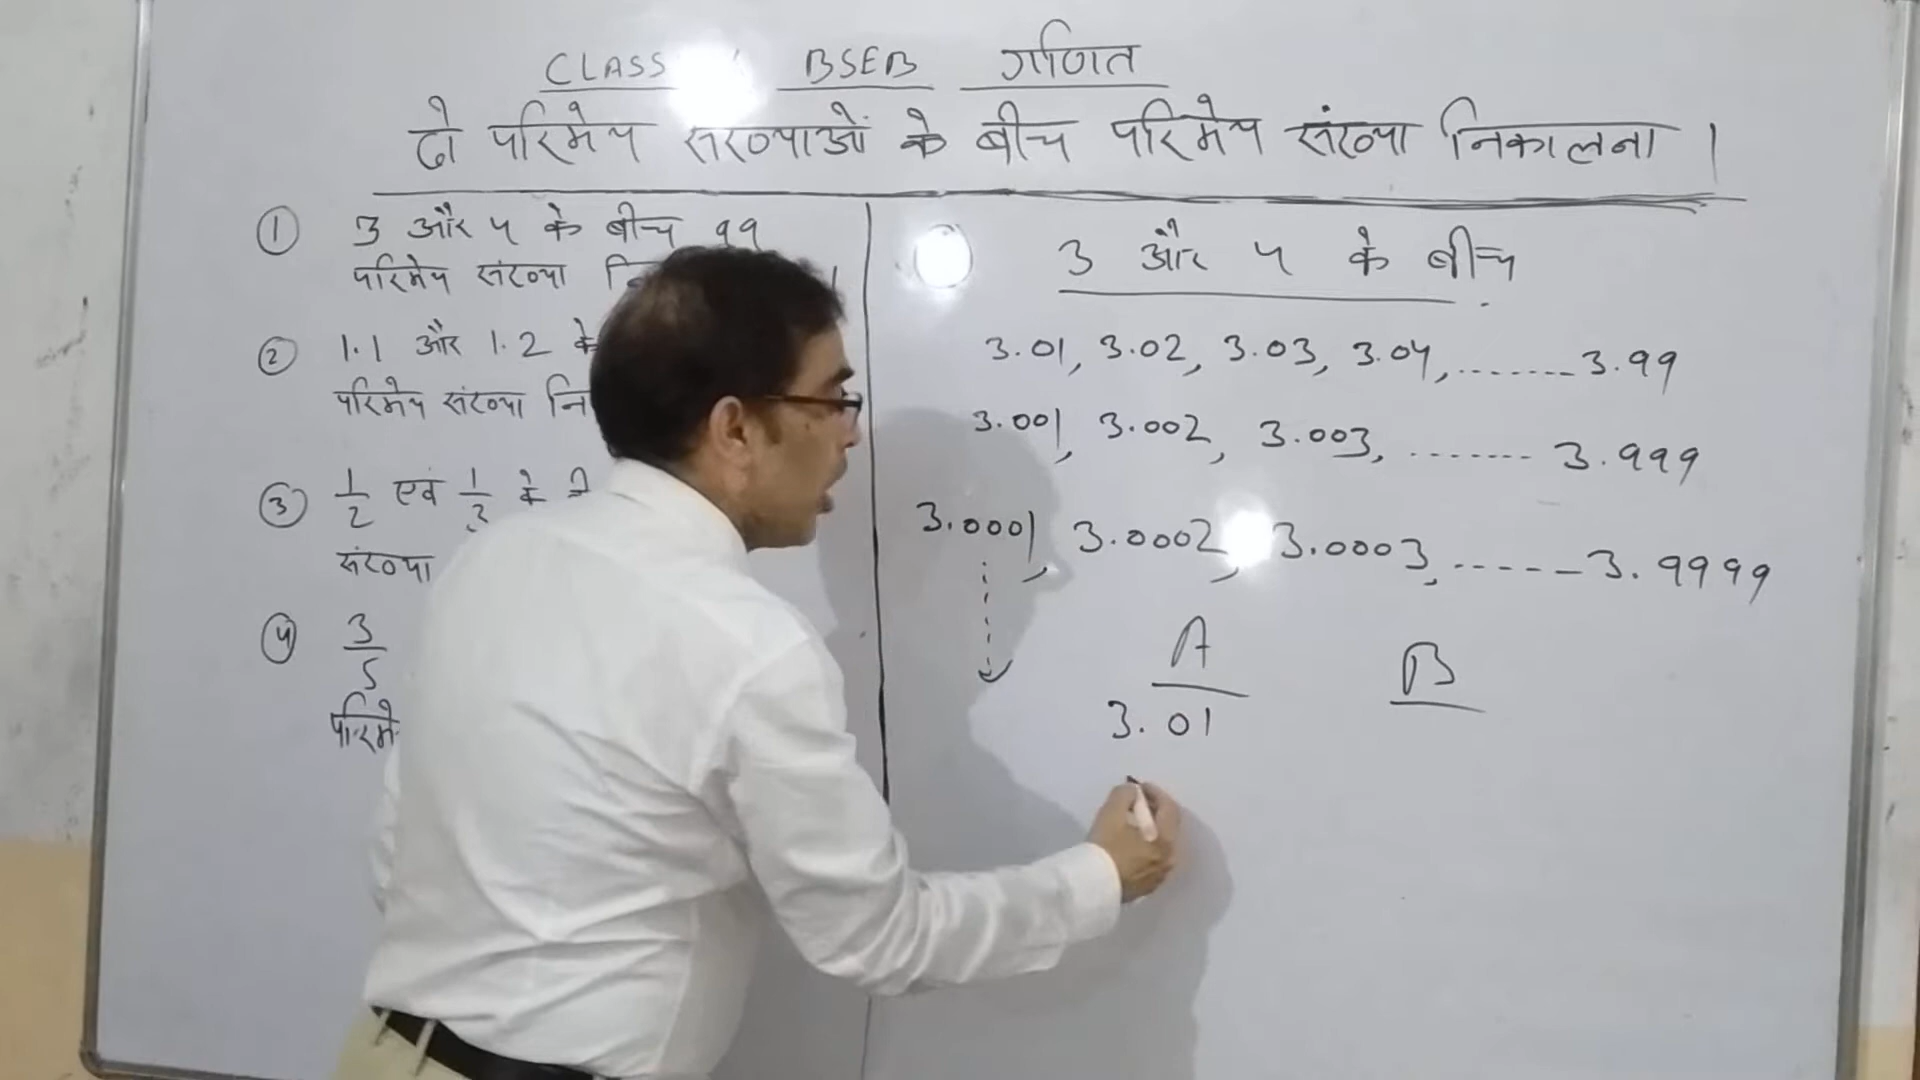 CLASS BSEB गणित
दो परिमेय संख्याओं के बीच परिमेय संख्या निकालना ।
① 3 और 4 के बीच 99
परिमेय संख्या
② 1.1 और 1.2 के
परिमेय संख्या नि
③ 1/2 एवं 1/3 के
संख्या
④ 3/5
परिमे
3 और 4 के बीच
3.01, 3.02, 3.03, 3.04, ....... 3.99
3.001, 3.002, 3.003, ....... 3.999
3.0001, 3.0002, 3.0003, ------ 3.9999
A B
3.01